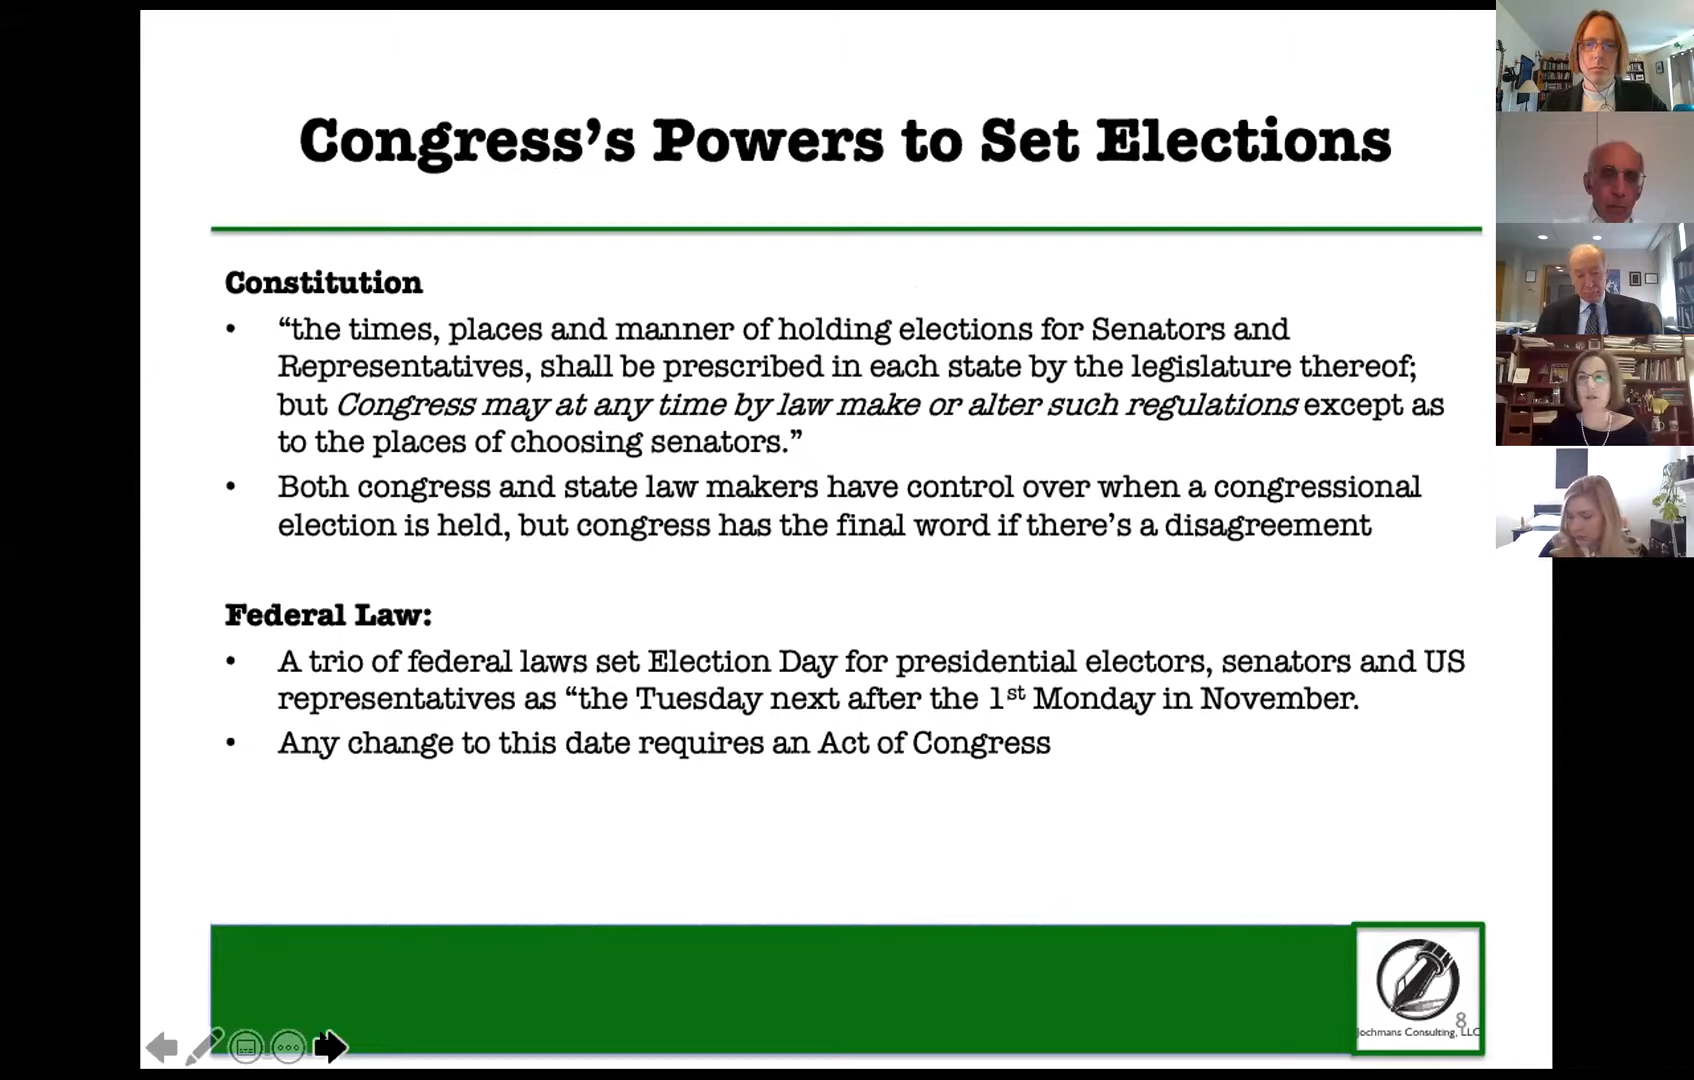 Congress’s Powers to Set Elections
Constitution
• “the times, places and manner of holding elections for Senators and
Representatives, shall be prescribed in each state by the legislature thereof;
but Congress may at any time by law make or alter such regulations except as
to the places of choosing senators.”
• Both congress and state law makers have control over when a congressional
election is held, but congress has the final word if there’s a disagreement
Federal Law:
• A trio of federal laws set Election Day for presidential electors, senators and US
representatives as “the Tuesday next after the 1st Monday in November.
• Any change to this date requires an Act of Congress
8
Jochmans Consulting, LLC